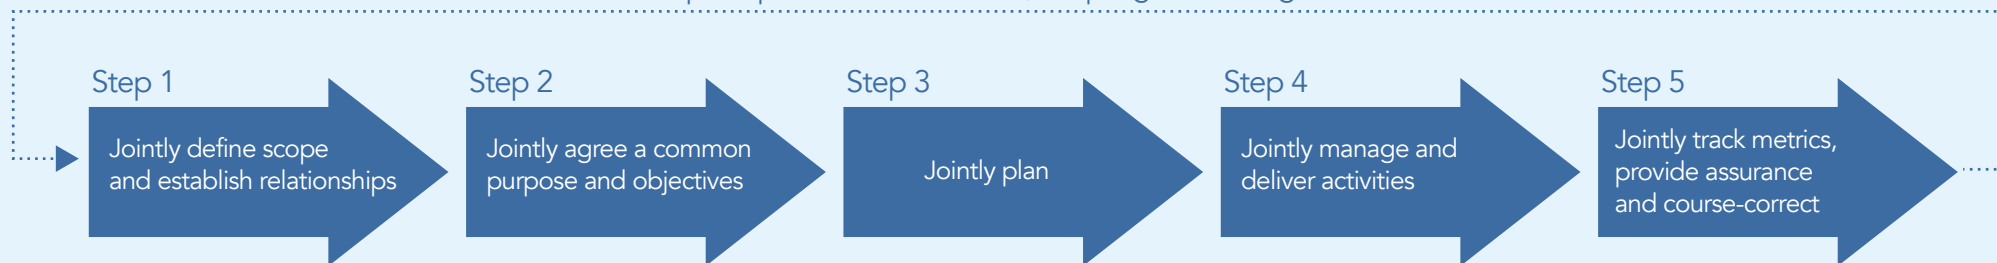 Step 1
Jointly define scope
and establish relationships
Step 2
Jointly agree a common
purpose and objectives
Step 3
Jointly plan
Step 4
Jointly manage and
deliver activities
Step 5
Jointly track metrics,
provide assurance
and course-correct